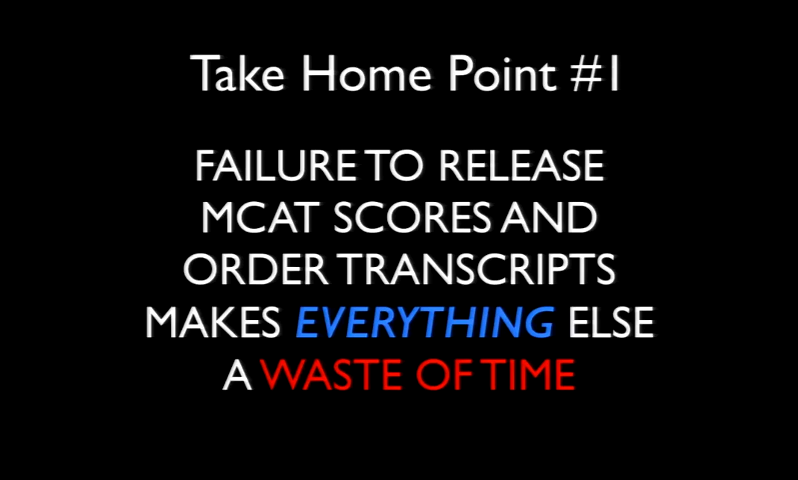 Take Home Point #1
FAILURE TO RELEASE
MCAT SCORES AND
ORDER TRANSCRIPTS
MAKES EVERYTHING ELSE
A WASTE OF TIME